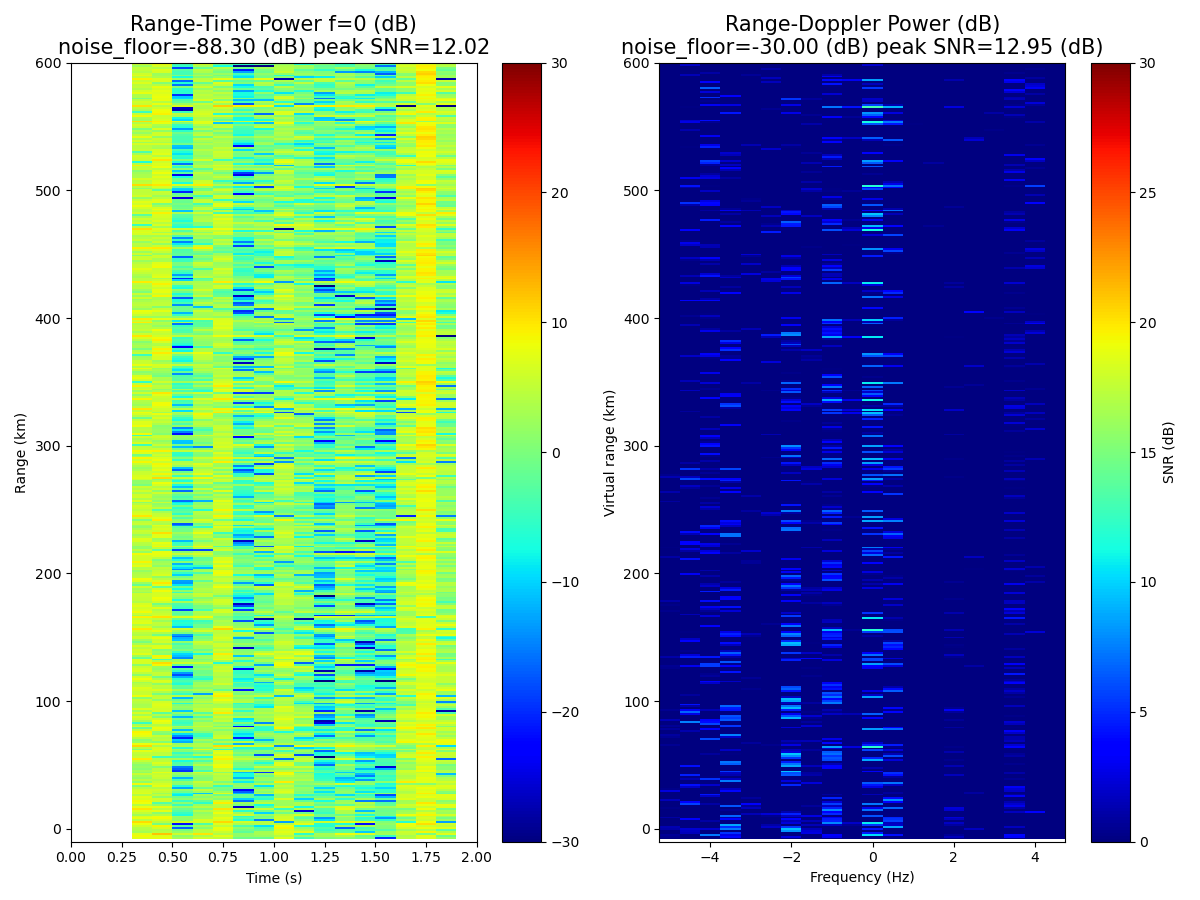 Range-Time Power f=0 (dB)
noise_floor=-88.30 (dB) peak SNR=12.02
600
500
400
300
200
100
0
Range (km)
0.00 0.25 0.50 0.75 1.00 1.25 1.50 1.75 2.00
Time (s)
30
20
10
0
−10
−20
−30
Range-Doppler Power (dB)
noise_floor=-30.00 (dB) peak SNR=12.95 (dB)
600
500
400
300
200
100
0
Virtual range (km)
−4 −2 0 2 4
Frequency (Hz)
30
25
20
15
10
5
0
SNR (dB)